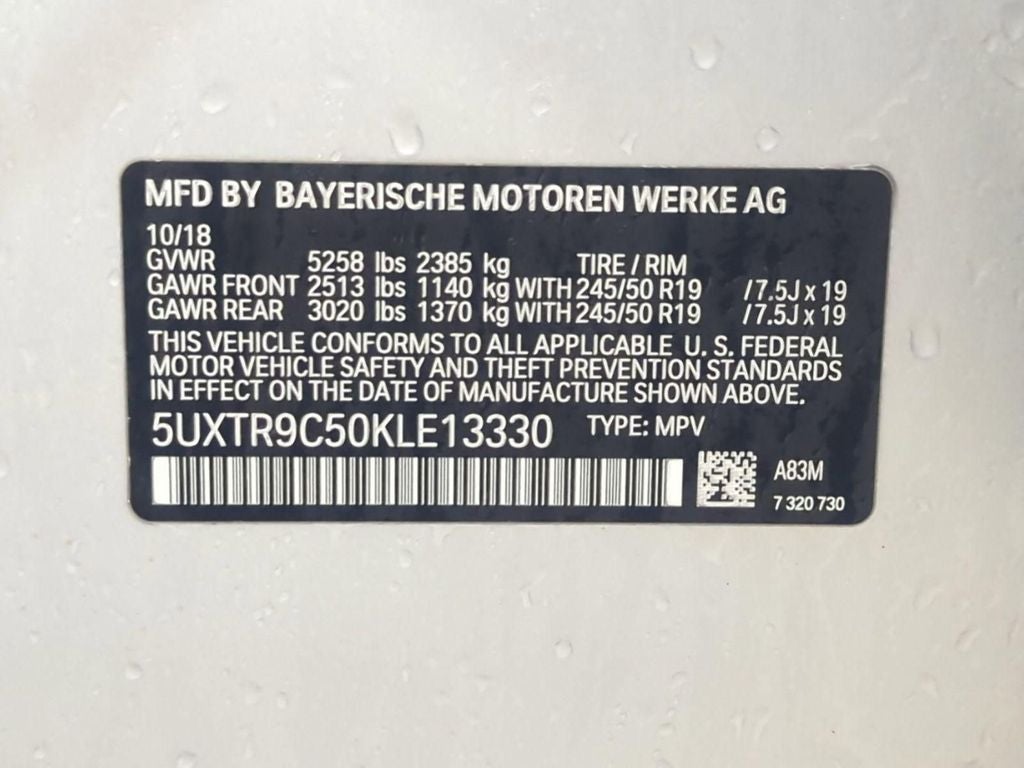 MFD BY BAYERISCHE MOTOREN WERKE AG
10/18
GVWR 5258 lbs 2385 kg TIRE / RIM
GAWR FRONT 2513 lbs 1140 kg WITH 245/50 R19 /7.5J x 19
GAWR REAR 3020 lbs 1370 kg WITH 245/50 R19 /7.5J x 19
THIS VEHICLE CONFORMS TO ALL APPLICABLE U. S. FEDERAL
MOTOR VEHICLE SAFETY AND THEFT PREVENTION STANDARDS
IN EFFECT ON THE DATE OF MANUFACTURE SHOWN ABOVE.
5UXTR9C50KLE13330 TYPE: MPV
A83M
7 320 730